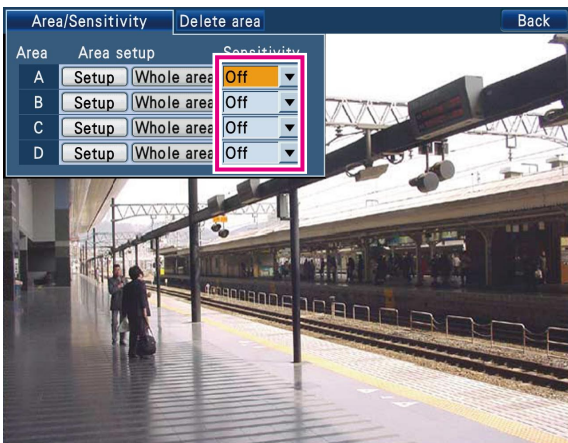 Area/Sensitivity Delete area Back
Area Area setup Sensitivity
A Setup Whole area Off
B Setup Whole area Off
C Setup Whole area Off
D Setup Whole area Off